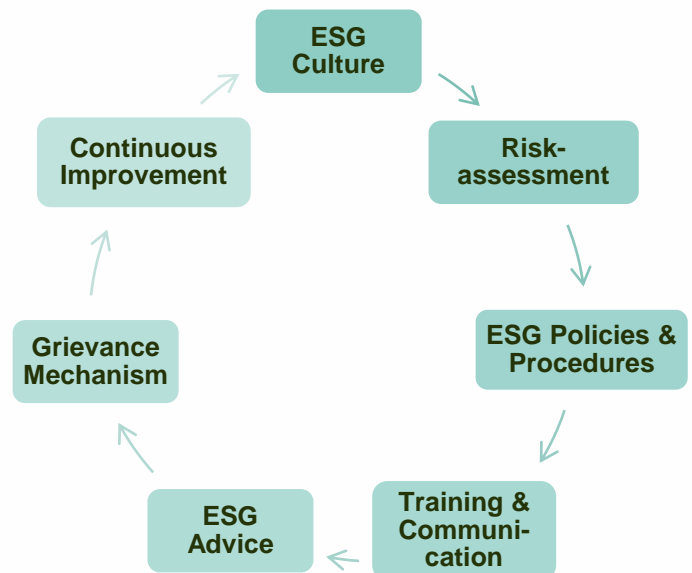 ESG
Culture
Risk-
assessment
ESG Policies &
Procedures
Training &
Communi-
cation
ESG
Advice
Grievance
Mechanism
Continuous
Improvement